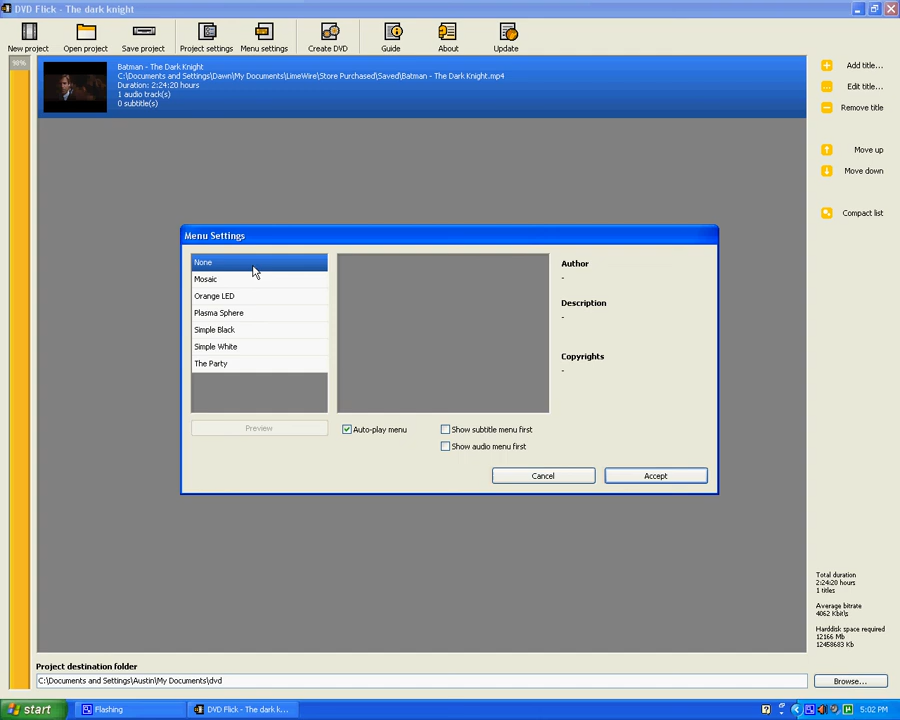 DVD Flick - The dark knight
New project Open project Save project Project settings Menu settings Create DVD Guide About Update
98%
Batman - The Dark Knight
C:\Documents and Settings\Dawn\My Documents\LimeWire\Store Purchased\Saved\Batman - The Dark Knight.mp4
Duration: 2:24:20 hours
1 audio track(s)
0 subtitle(s)
Add title...
Edit title...
Remove title
Move up
Move down
Compact list
Menu Settings
None
Mosaic
Orange LED
Plasma Sphere
Simple Black
Simple White
The Party
Preview
Author
-
Description
-
Copyrights
-
Auto-play menu
Show subtitle menu first
Show audio menu first
Cancel Accept
Total duration
2:24:20 hours
1 titles
Average bitrate
4062 Kbit\s
Harddisk space required
12166 Mb
12458683 Kb
Project destination folder
C:\Documents and Settings\Austin\My Documents\dvd
Browse...
start Flashing DVD Flick - The dark k... 5:02 PM